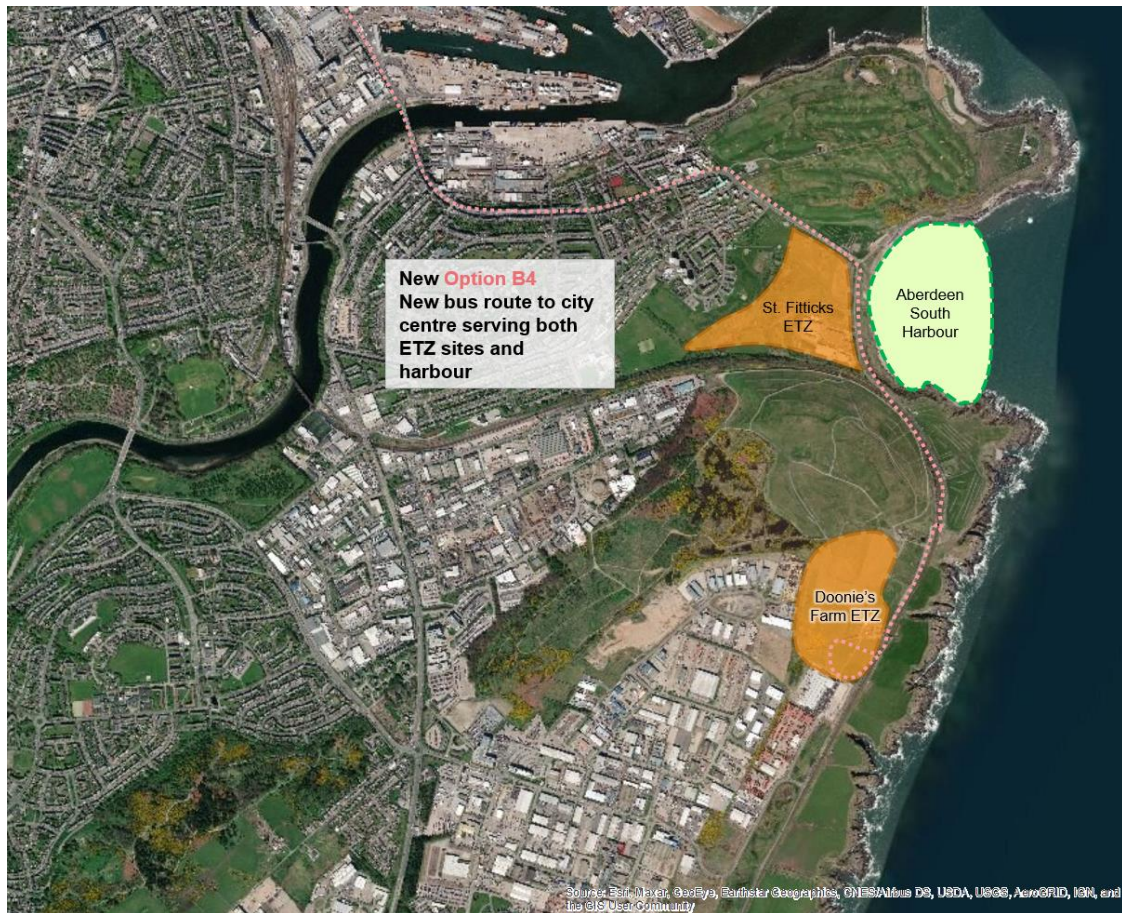 New Option B4
New bus route to city
centre serving both
ETZ sites and
harbour
St. Fitticks
ETZ
Aberdeen
South
Harbour
Doonie's
Farm ETZ
Source: Esri, Maxar, GeoEye, Earthstar Geographics, CNES/Airbus DS, USDA, USGS, AeroGRID, IGN, and
the GIS User Community